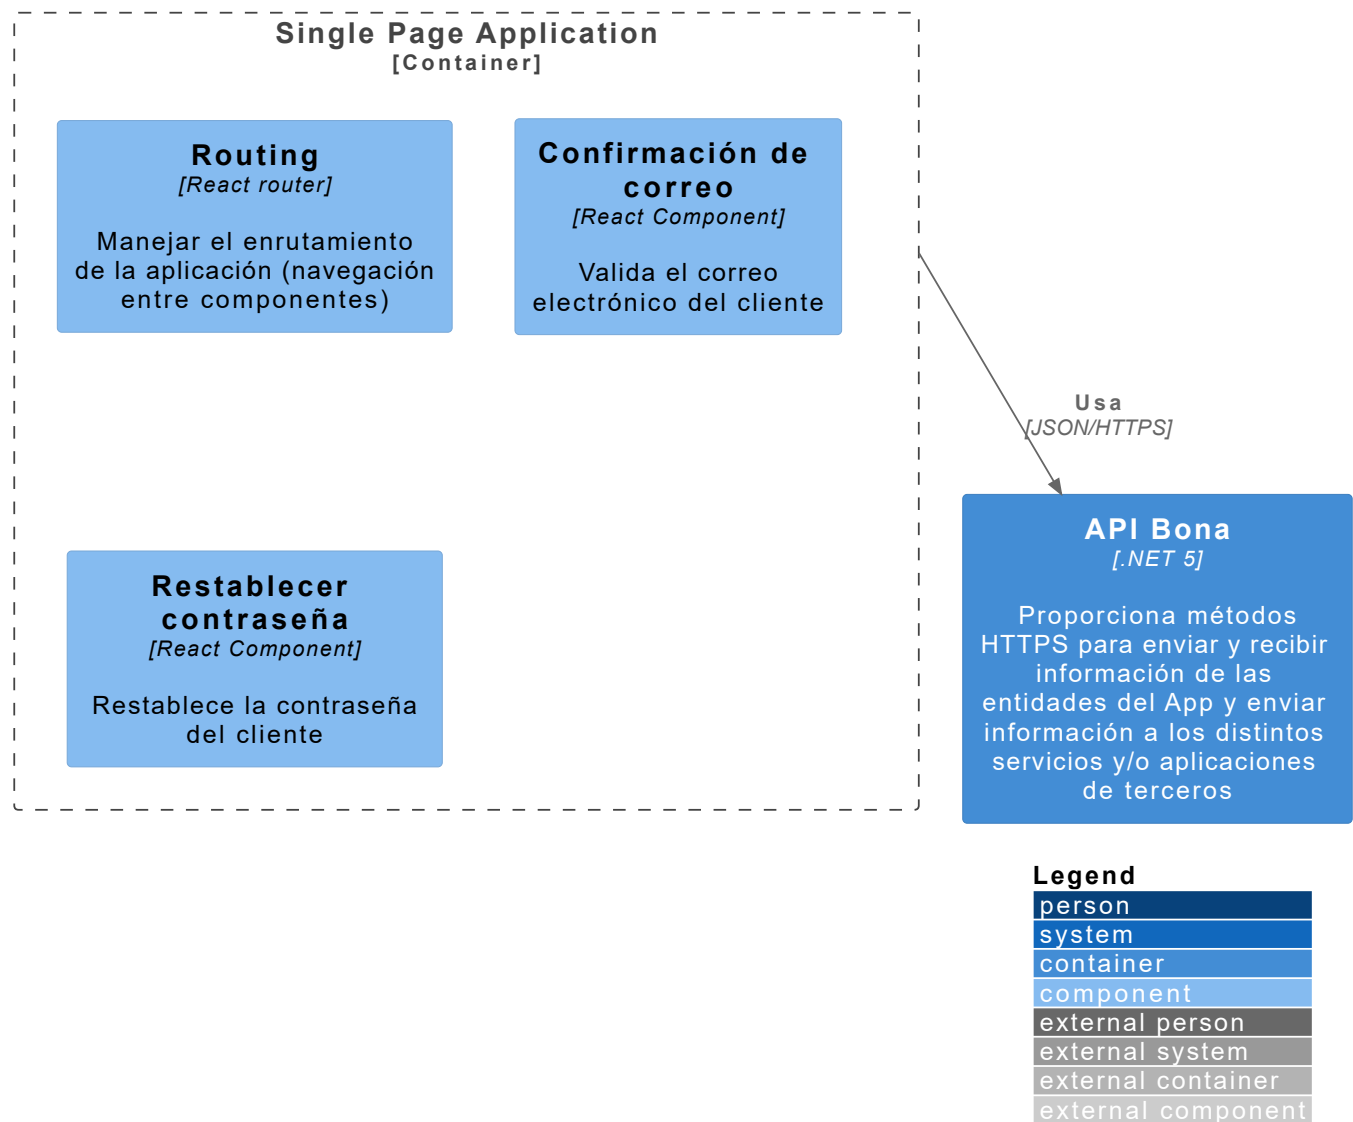 Single Page Application
[Container]
Routing
[React router]
Manejar el enrutamiento
de la aplicación (navegación
entre componentes)
Confirmación de
correo
[React Component]
Valida el correo
electrónico del cliente
Usa
[JSON/HTTPS]
Restablecer
contraseña
[React Component]
Restablece la contraseña
del cliente
API Bona
[.NET 5]
Proporciona métodos
HTTPS para enviar y recibir
información de las
entidades del App y enviar
información a los distintos
servicios y/o aplicaciones
de terceros
Legend
person
system
container
component
external person
external system
external container
external component